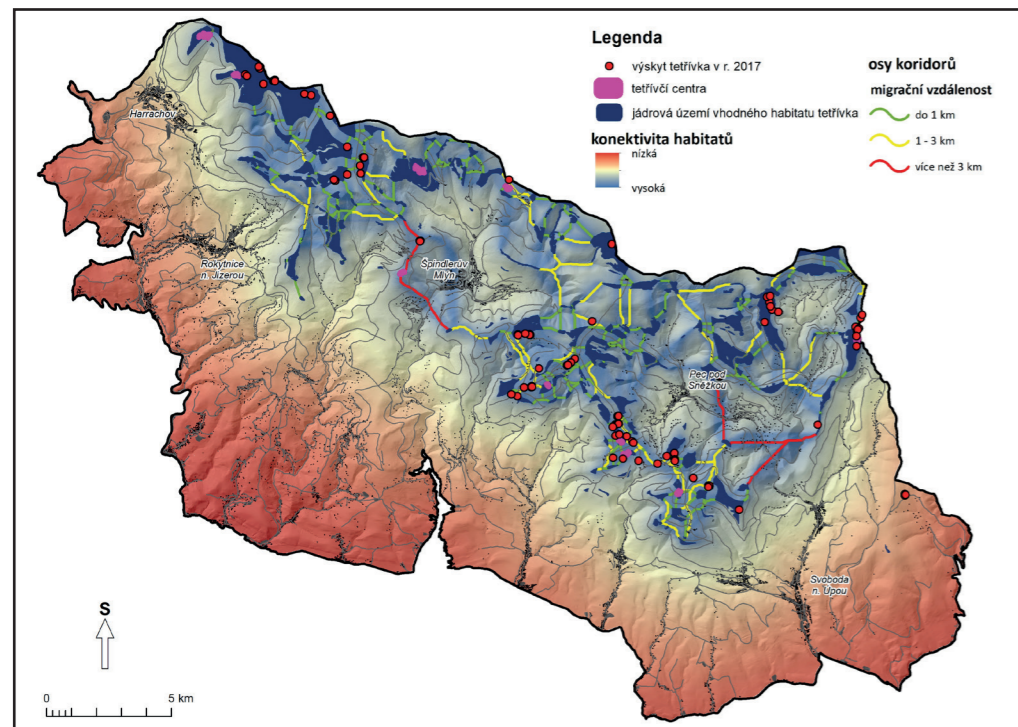 Legenda
výskyt tetřívka v r. 2017
tetřívčí centra
jádrová území vhodného habitatu tetřívka
konektivita habitatů
nízká
vysoká
osy koridorů
migrační vzdálenost
do 1 km
1 - 3 km
více než 3 km
Harrachov
Rokytnice
n. Jizerou
Špindlerův
Mlýn
Pec pod
Sněžkou
Svoboda
n. Úpou
S
0
5 km